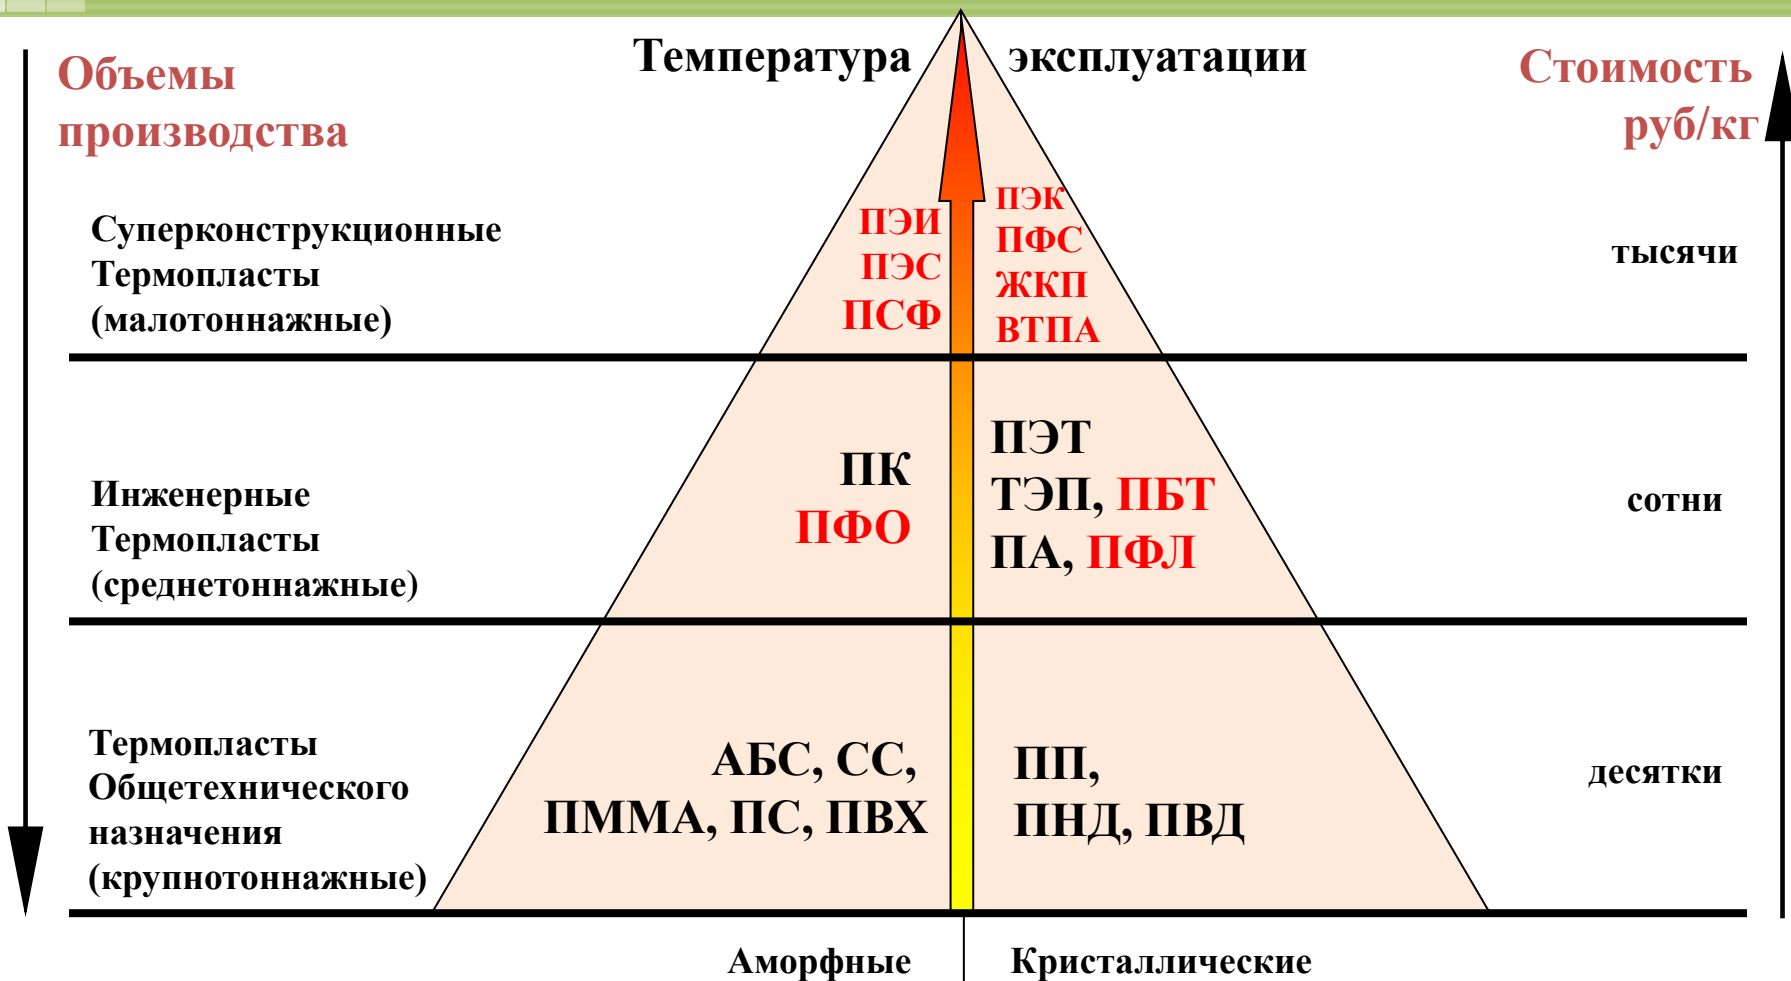 Температура эксплуатации
Объемы
производства
Стоимость
руб/кг
Суперконструкционные
Термопласты
(малотоннажные)
ПЭИ
ПЭС
ПСФ
ПЭК
ПФС
ЖКП
ВТПА
тысячи
Инженерные
Термопласты
(среднетоннажные)
ПК
ПФО
ПЭТ
ТЭП, ПБТ
ПА, ПФЛ
сотни
Термопласты
Общетехнического
назначения
(крупнотоннажные)
АБС, СС,
ПММА, ПС, ПВХ
ПП,
ПНД, ПВД
десятки
Аморфные
Кристаллические